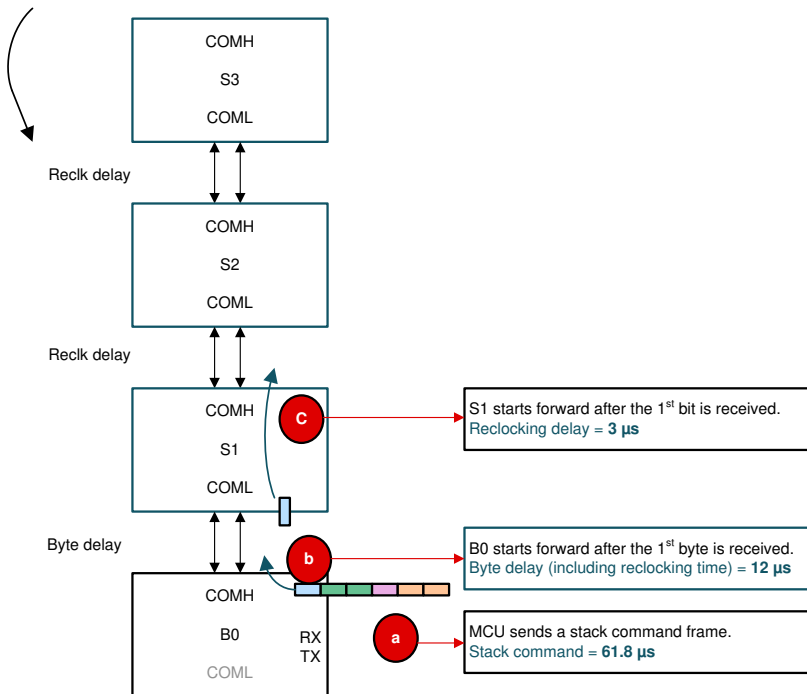 COMH
S3
COML
Reclk delay
COMH
S2
COML
Reclk delay
COMH
S1
COML
C
S1 starts forward after the 1st bit is received.
Reclocking delay = 3 µs
Byte delay
b
B0 starts forward after the 1st byte is received.
Byte delay (including reclocking time) = 12 µs
COMH
B0
COML
RX
TX
a
MCU sends a stack command frame.
Stack command = 61.8 µs